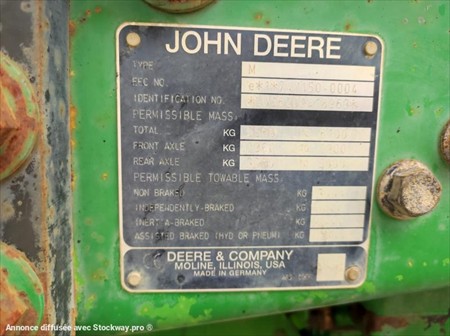 JOHN DEERE
TYPE M
EEC NO.
IDENTIFICATION NO.
PERMISSIBLE MASS:
TOTAL KG
FRONT AXLE KG
REAR AXLE KG
PERMISSIBLE TOWABLE MASS
NON BRAKED KG
INDEPENDENTLY-BRAKED KG
INERTIA-BRAKED KG
ASSISTED BRAKED (HYD OR PNEUM) KG
DEERE & COMPANY
MOLINE, ILLINOIS, USA
MADE IN GERMANY
Annonce diffusée avec Stockway.pro ®